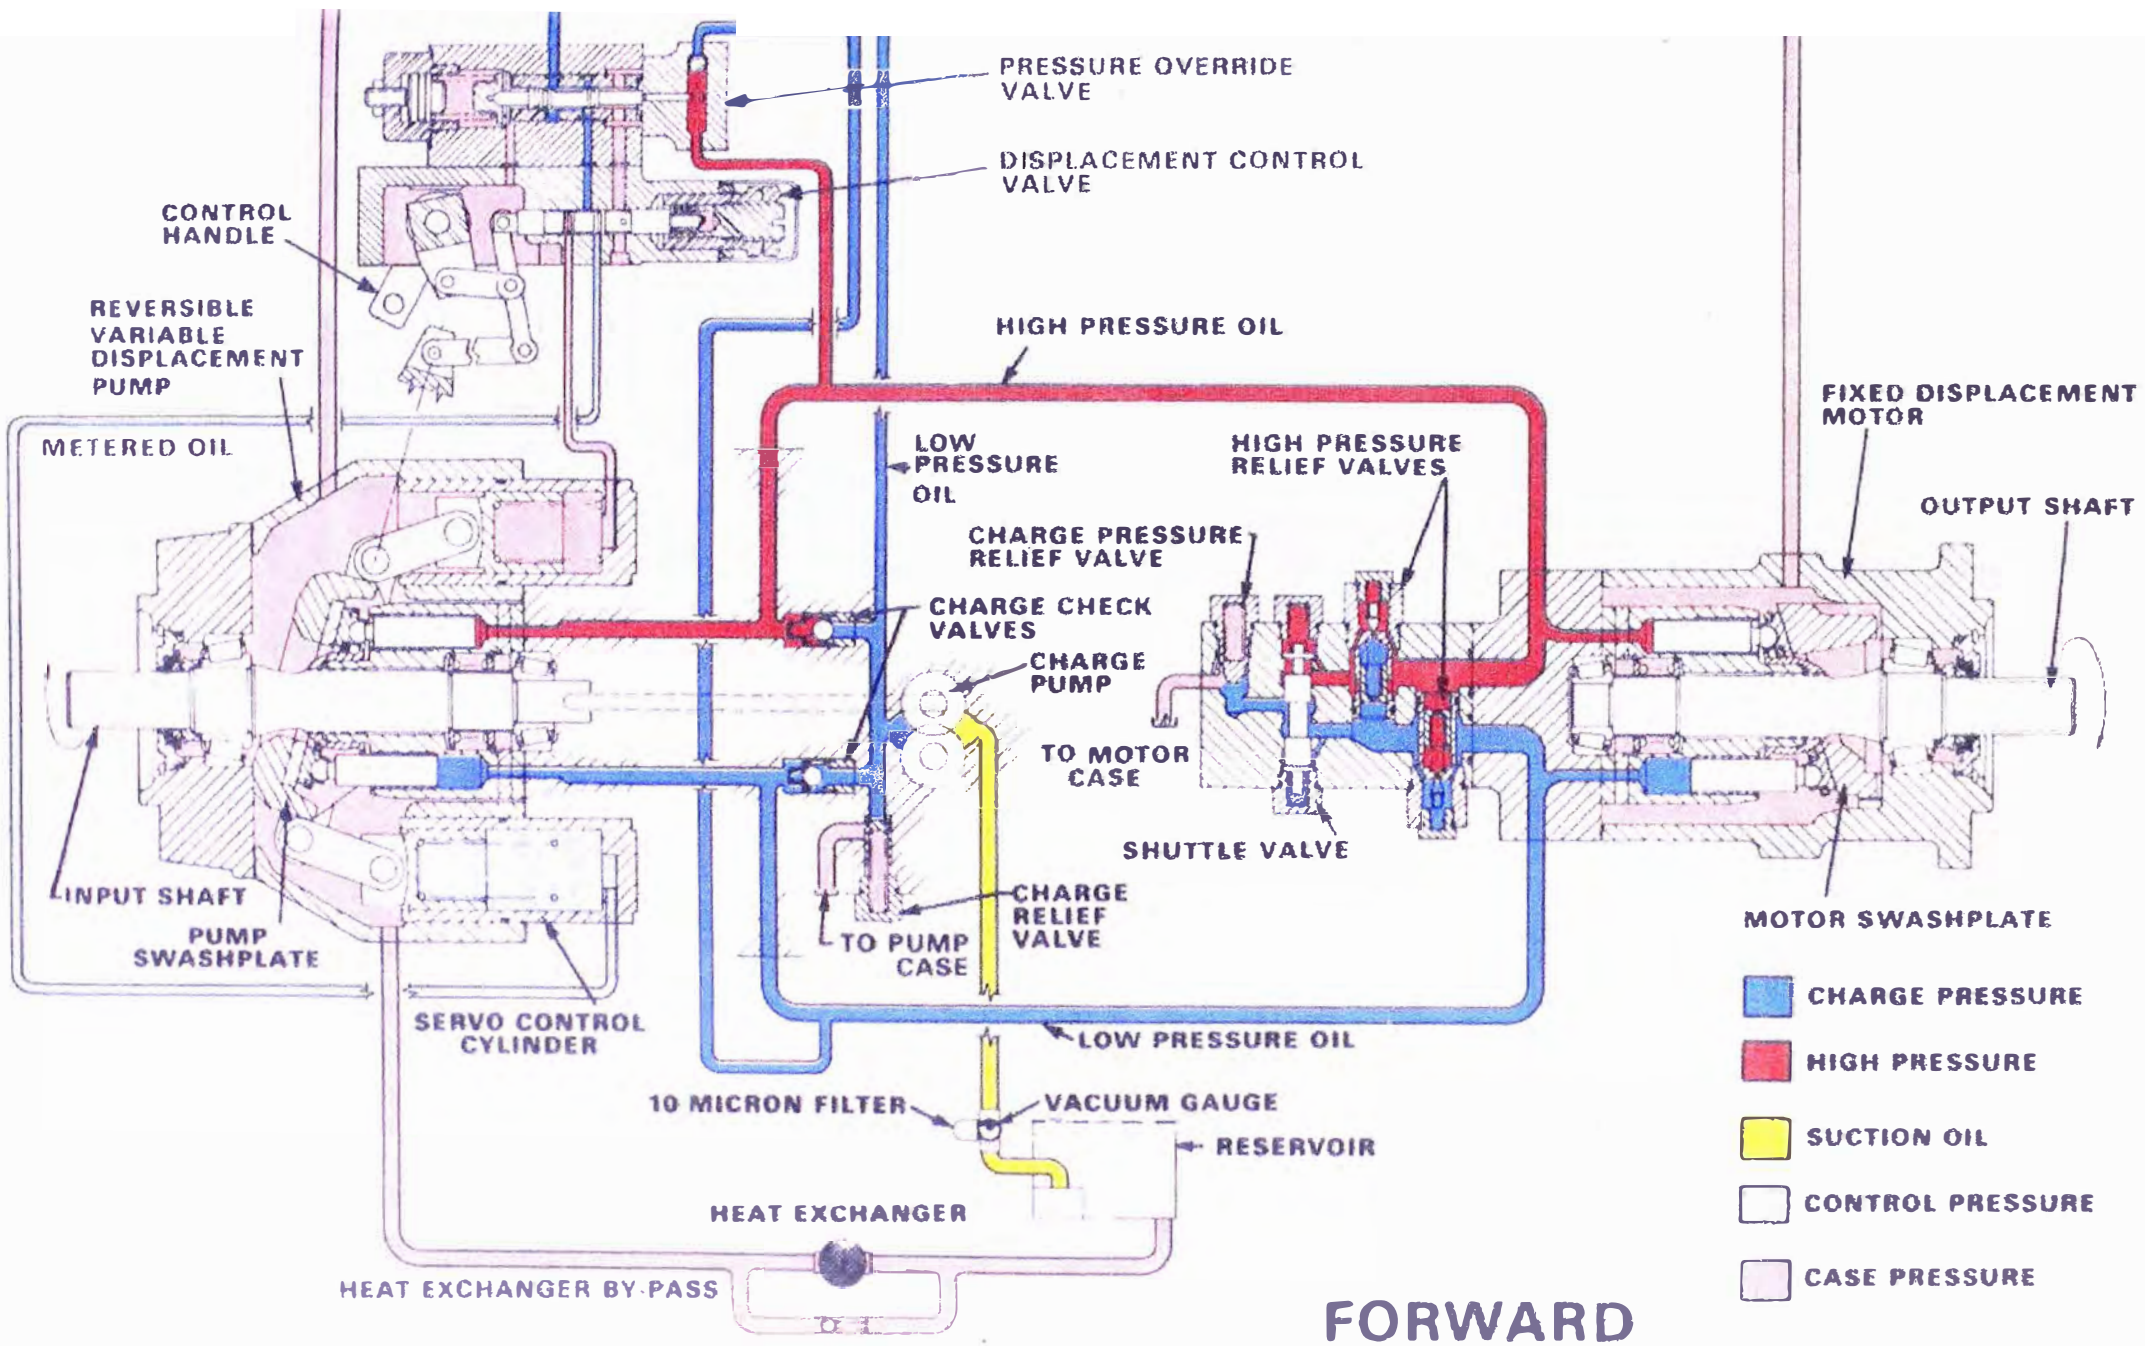 PRESSURE OVERRIDE
VALVE
DISPLACEMENT CONTROL
VALVE
CONTROL
HANDLE
REVERSIBLE
VARIABLE
DISPLACEMENT
PUMP
HIGH PRESSURE OIL
FIXED DISPLACEMENT
MOTOR
METERED OIL
LOW
PRESSURE
OIL
HIGH PRESSURE
RELIEF VALVES
OUTPUT SHAFT
CHARGE PRESSURE
RELIEF VALVE
CHARGE CHECK
VALVES
CHARGE
PUMP
TO MOTOR
CASE
SHUTTLE VALVE
INPUT SHAFT
PUMP
SWASHPLATE
CHARGE
RELIEF
VALVE
TO PUMP
CASE
MOTOR SWASHPLATE
SERVO CONTROL
CYLINDER
LOW PRESSURE OIL
10 MICRON FILTER
VACUUM GAUGE
RESERVOIR
HEAT EXCHANGER
HEAT EXCHANGER BY-PASS
CHARGE PRESSURE
HIGH PRESSURE
SUCTION OIL
CONTROL PRESSURE
CASE PRESSURE
FORWARD